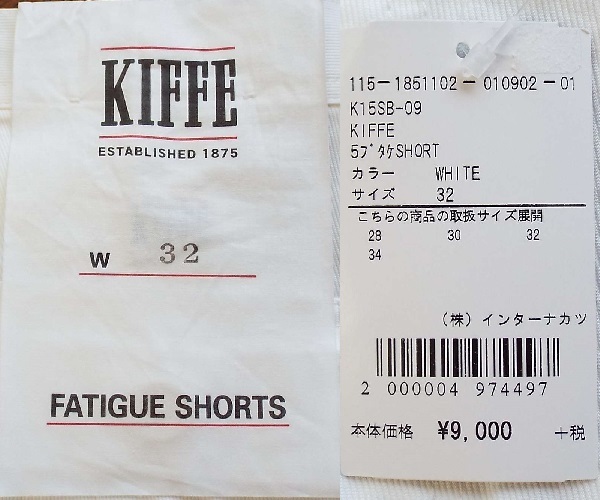 KIFFE
ESTABLISHED 1875
W 32
FATIGUE SHORTS
115-1851102-010902-01
K15SB-09
KIFFE
5ブタケSHORT
カラー WHITE
サイズ 32
こちらの商品の取扱サイズ展開
28 30 32
34
(株)インターナカツ
2 000004 974497
本体価格 ¥9,000 +税